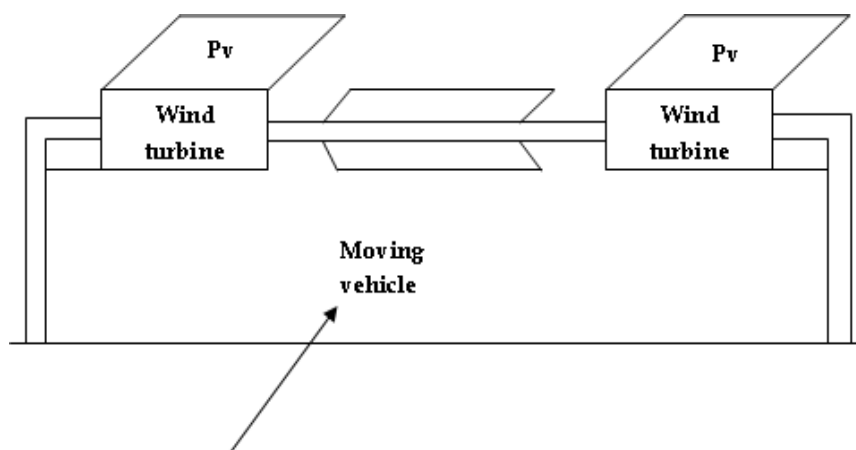 Pv
Pv
Wind
turbine
Wind
turbine
Moving
vehicle